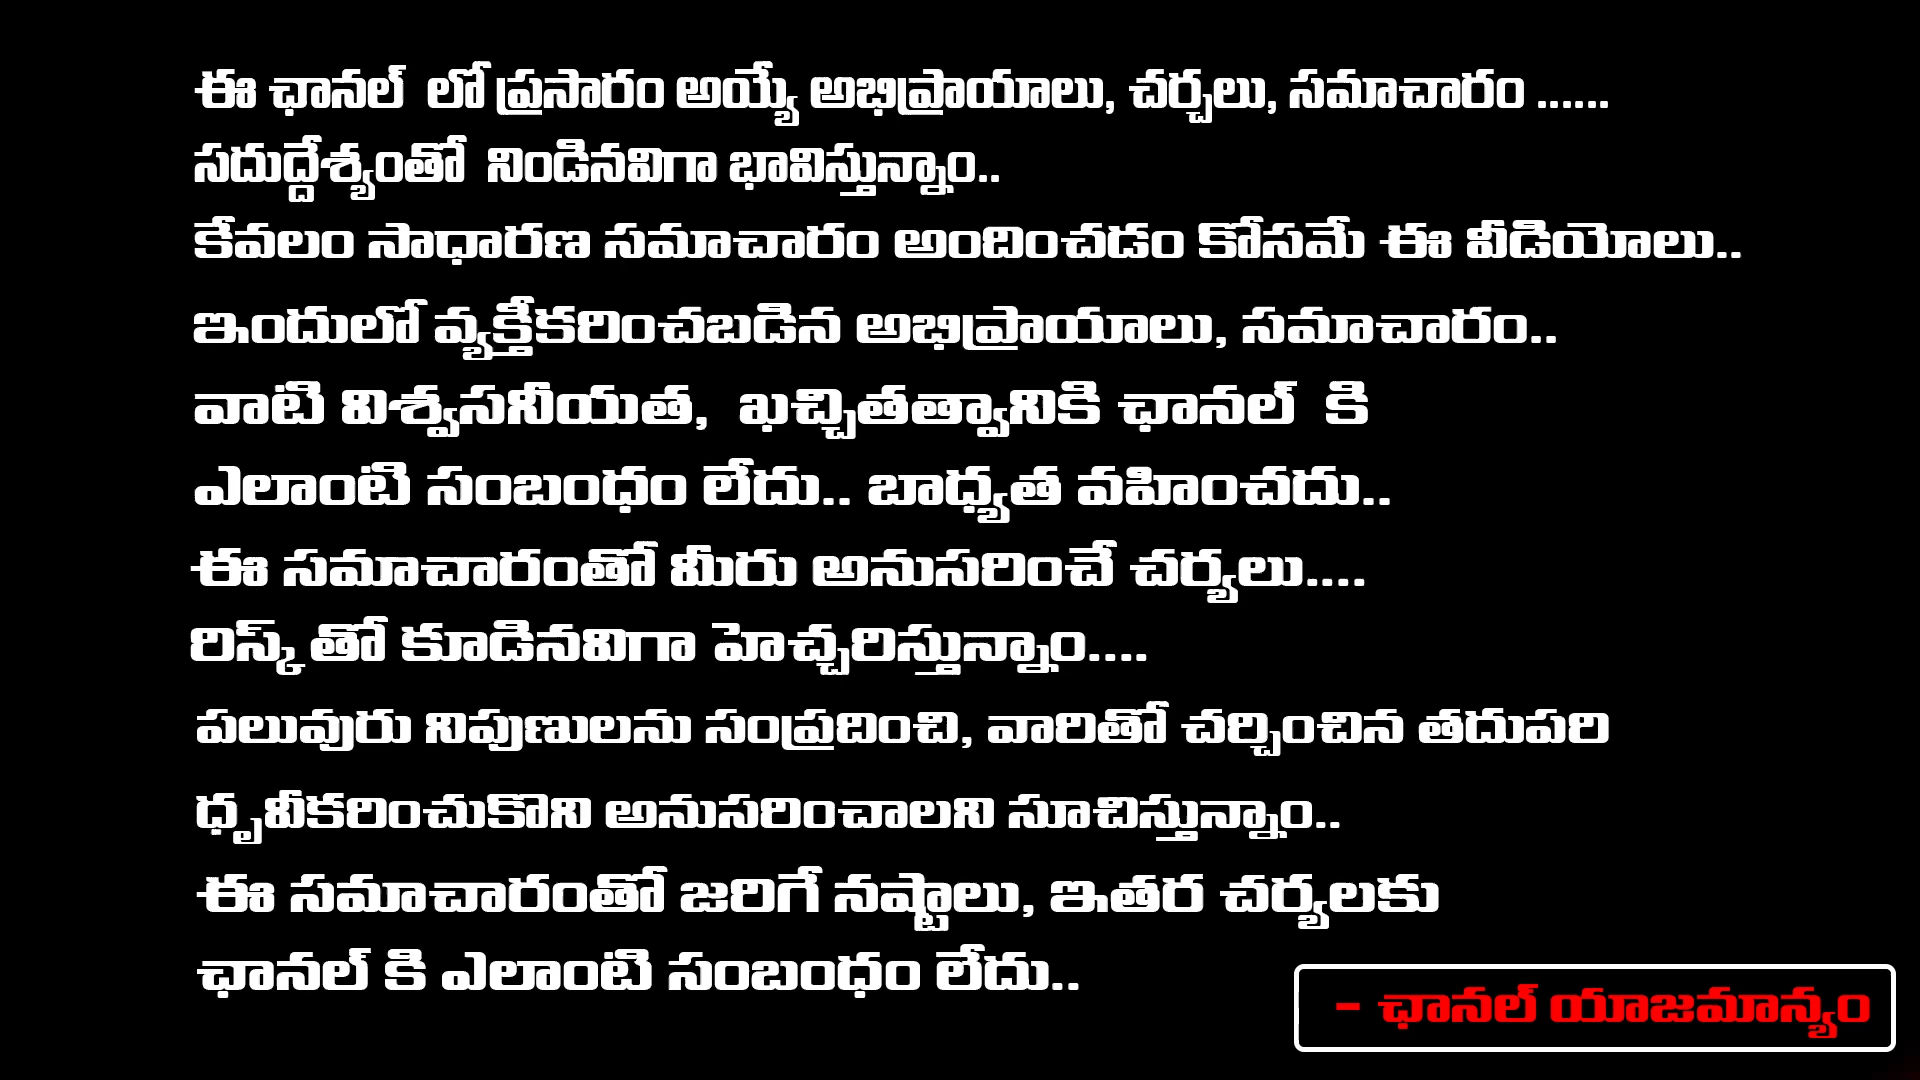 ఈ ఛానల్ లో ప్రసారం అయ్యే అభిప్రాయాలు, చర్చలు, సమాచారం ......
సదుద్దేశ్యంతో నిండినవిగా భావిస్తున్నాం..
కేవలం సాధారణ సమాచారం అందించడం కోసమే ఈ వీడియోలు..
ఇందులో వ్యక్తీకరించబడిన అభిప్రాయాలు, సమాచారం..
వాటి విశ్వసనీయత, ఖచ్చితత్వానికి ఛానల్ కి
ఎలాంటి సంబంధం లేదు.. బాధ్యత వహించదు..
ఈ సమాచారంతో మీరు అనుసరించే చర్యలు....
రిస్క్ తో కూడినవిగా హెచ్చరిస్తున్నాం....
పలువురు నిపుణులను సంప్రదించి, వారితో చర్చించిన తదుపరి
ధృవీకరించుకొని అనుసరించాలని సూచిస్తున్నాం..
ఈ సమాచారంతో జరిగే నష్టాలు, ఇతర చర్యలకు
ఛానల్ కి ఎలాంటి సంబంధం లేదు..
- ఛానల్ యాజమాన్యం